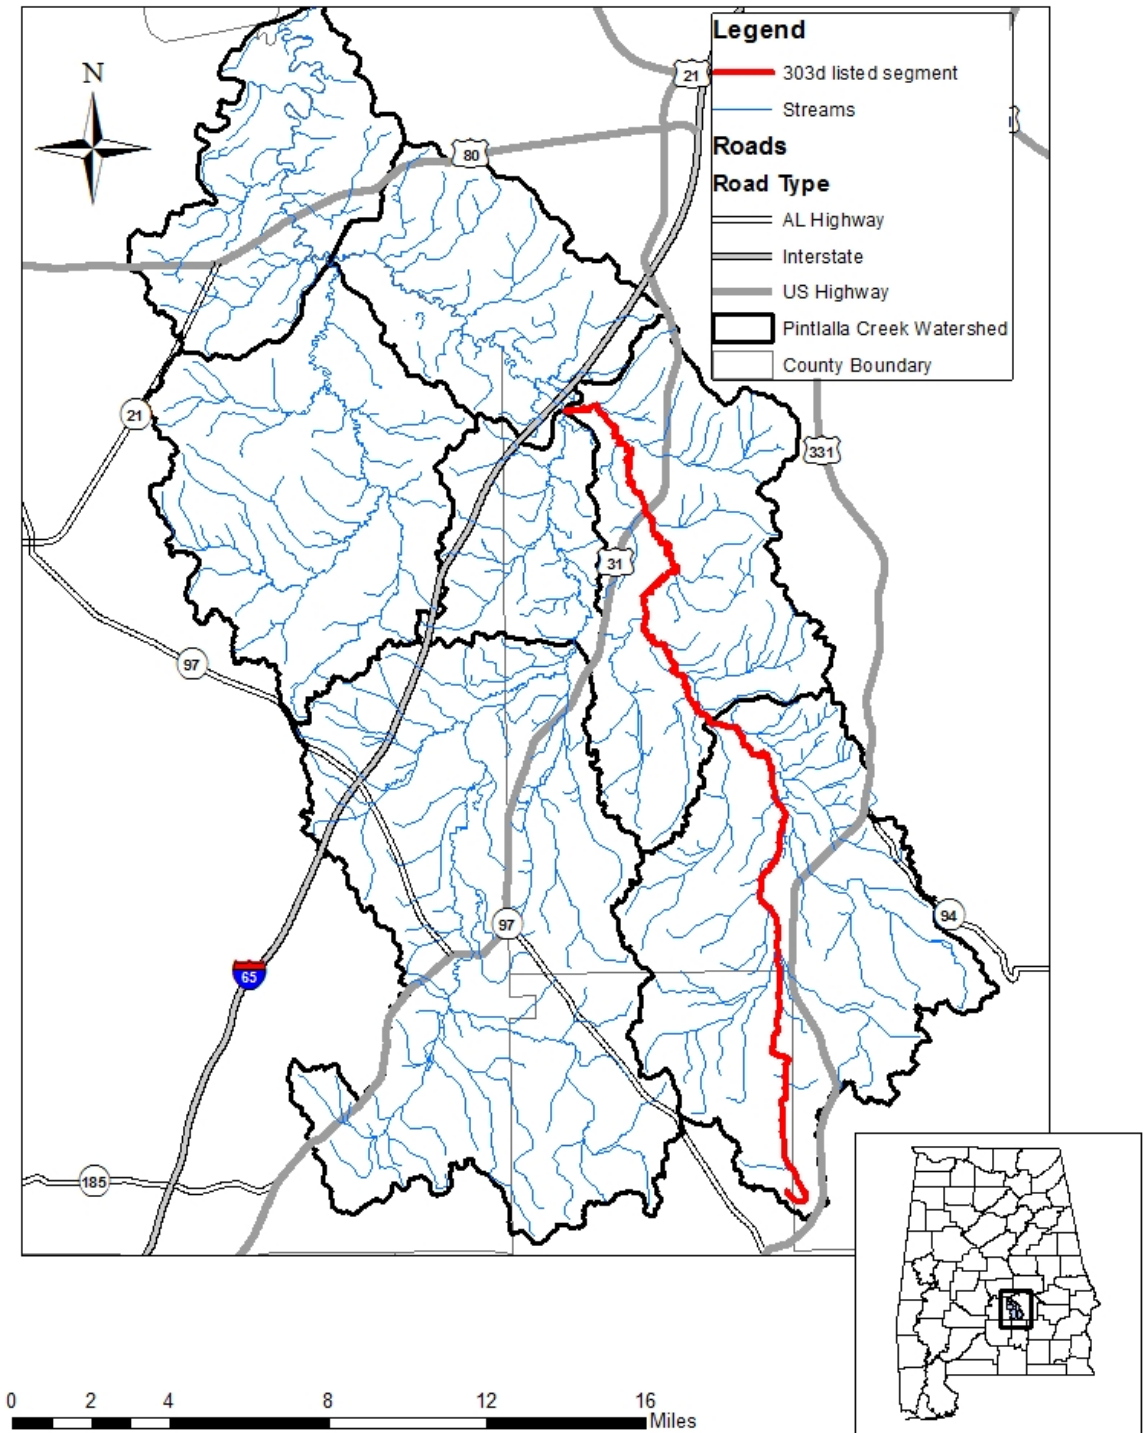 Legend
303d listed segment
Streams
Roads
Road Type
AL Highway
Interstate
US Highway
Pintlalla Creek Watershed
County Boundary
N
21
80
21
331
31
97
97
94
65
185
0 2 4 8 12 16
Miles